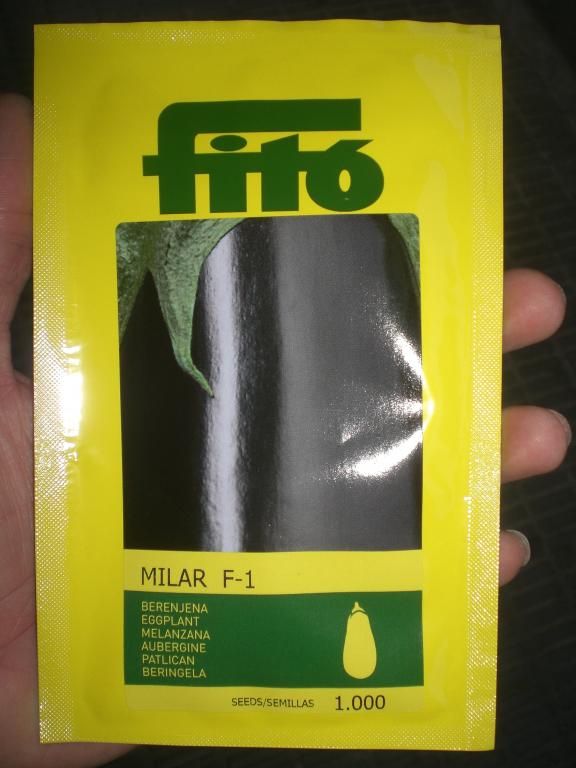 fitó
MILAR F-1
BERENJENA
EGGPLANT
MELANZANA
AUBERGINE
PATLICAN
BERINGELA
SEEDS/SEMILLAS 1.000